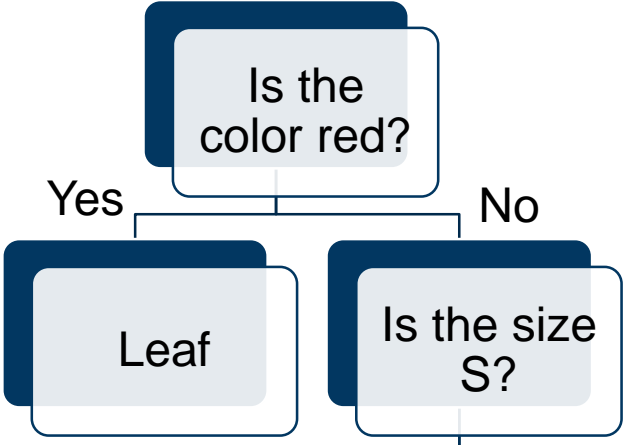 Is the
color red?
Yes
No
Leaf
Is the size
S?